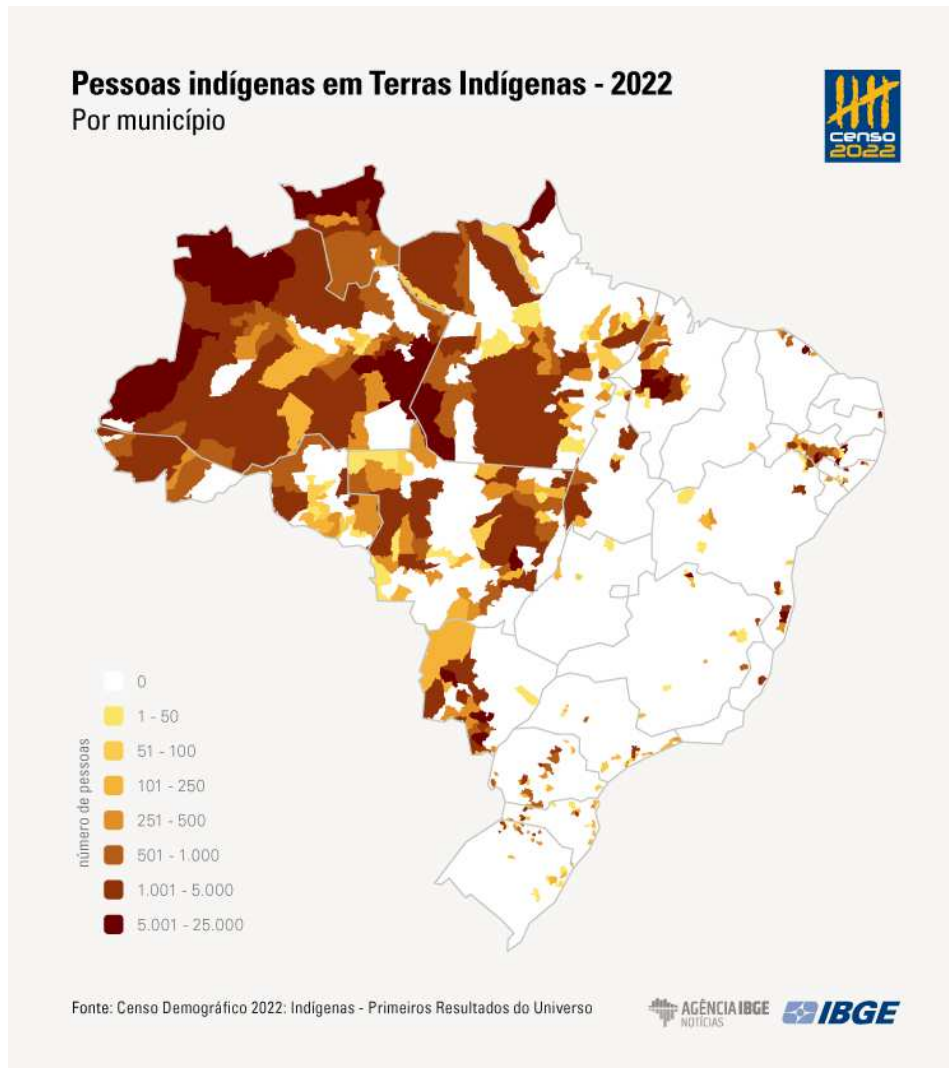 Pessoas indígenas em Terras Indígenas - 2022
Por município
censo
2022
número de pessoas
0
1 - 50
51 - 100
101 - 250
251 - 500
501 - 1.000
1.001 - 5.000
5.001 - 25.000
Fonte: Censo Demográfico 2022: Indígenas - Primeiros Resultados do Universo
AGÊNCIA IBGE
NOTÍCIAS
IBGE